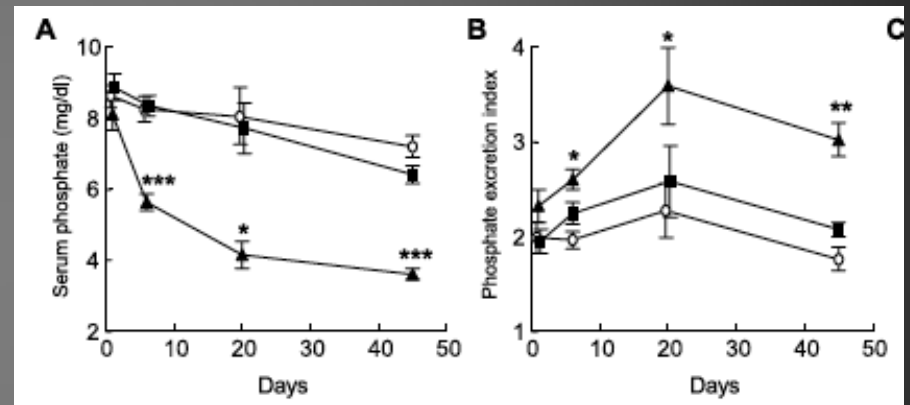 A
Serum phosphate (mg/dl)
10
8
6
4
2
***
*
***
0 10 20 30 40 50
Days
B
Phosphate excretion index
4
3
2
1
*
*
**
0 10 20 30 40 50
Days
C